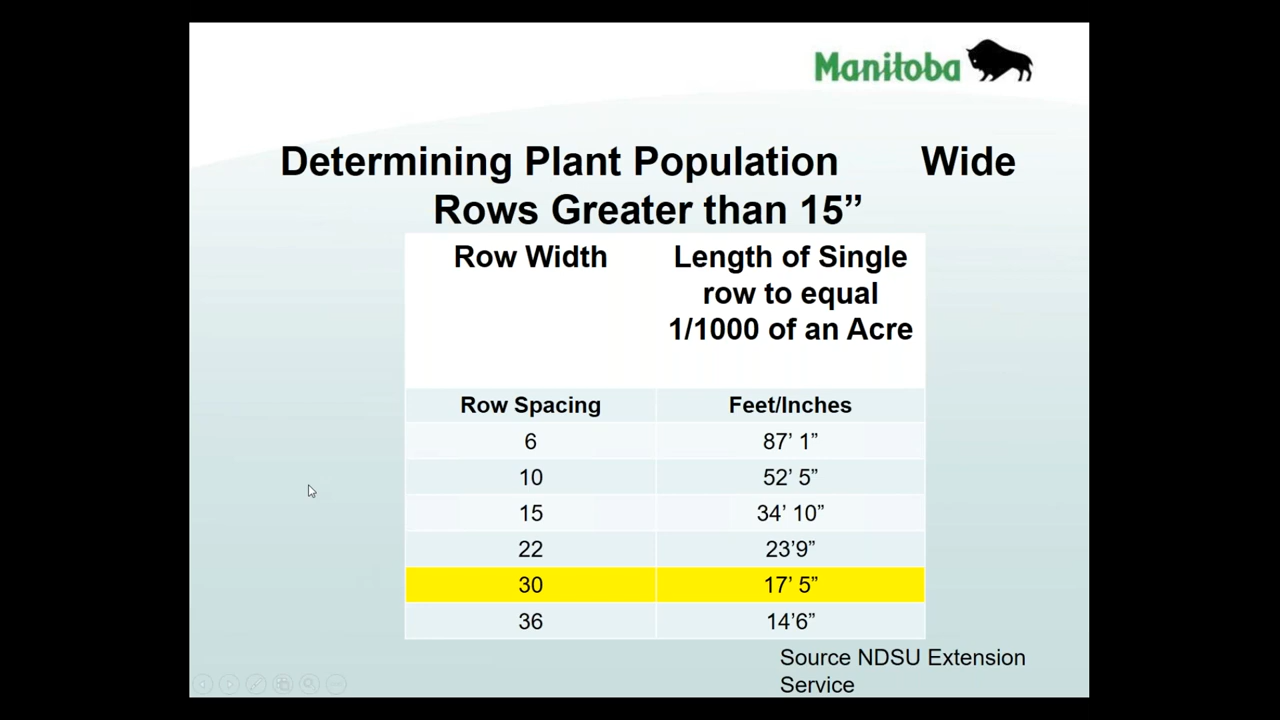 Manitoba
Determining Plant Population Wide
Rows Greater than 15”
Row Width
Length of Single
row to equal
1/1000 of an Acre
Row Spacing Feet/Inches
6 87’ 1”
10 52’ 5”
15 34’ 10”
22 23’9”
30 17’ 5”
36 14’6”
Source NDSU Extension
Service